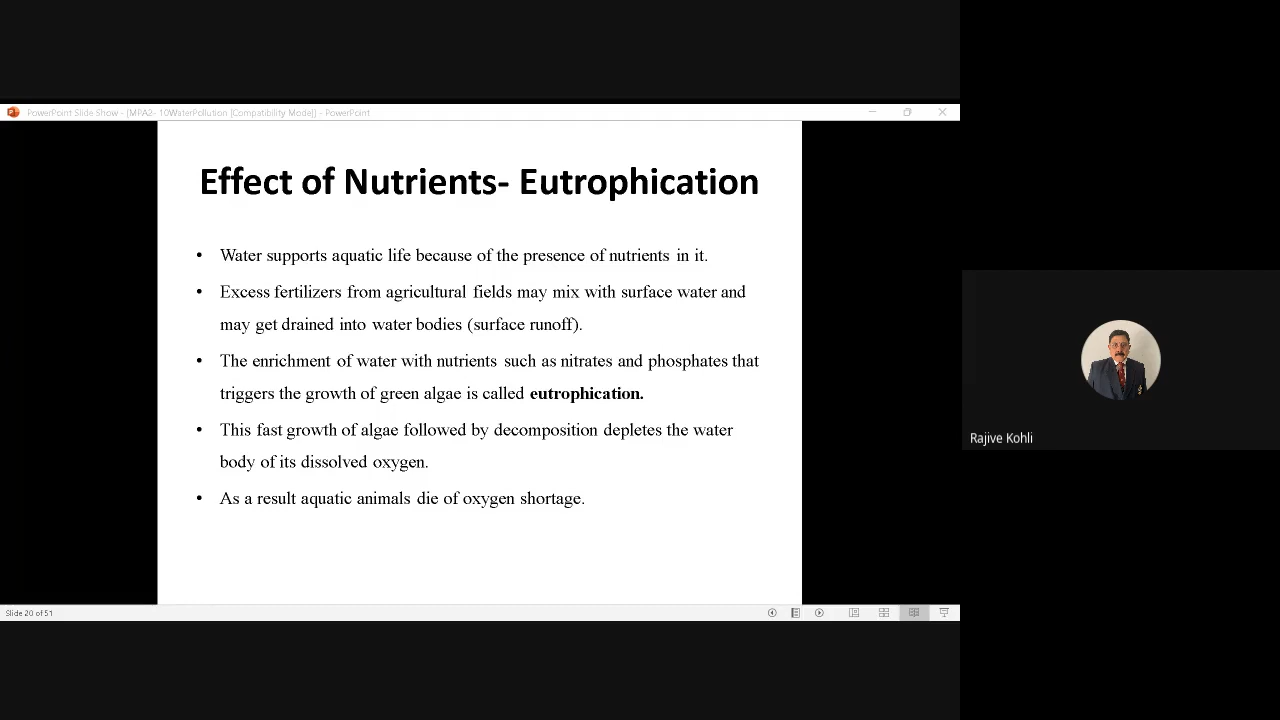 PowerPoint Slide Show - [MPA2- 10WaterPollution [Compatibility Mode]] - PowerPoint
Effect of Nutrients- Eutrophication
• Water supports aquatic life because of the presence of nutrients in it.
• Excess fertilizers from agricultural fields may mix with surface water and
may get drained into water bodies (surface runoff).
• The enrichment of water with nutrients such as nitrates and phosphates that
triggers the growth of green algae is called eutrophication.
• This fast growth of algae followed by decomposition depletes the water
body of its dissolved oxygen.
• As a result aquatic animals die of oxygen shortage.
Rajive Kohli
Slide 20 of 51